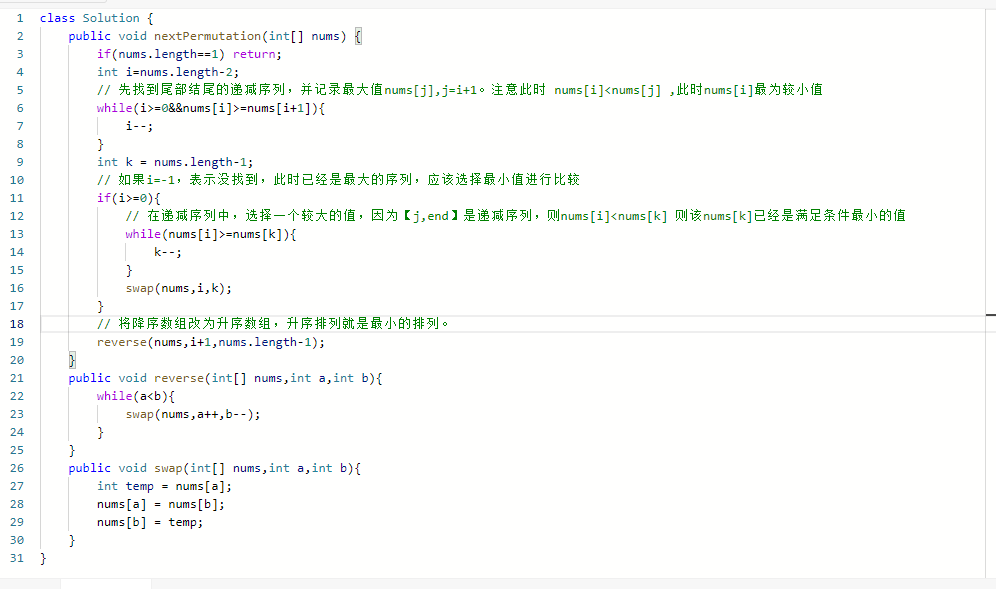 1 class Solution {
2 public void nextPermutation(int[] nums) {
3 if(nums.length==1) return;
4 int i=nums.length-2;
5 // 先找到尾部结尾的递减序列，并记录最大值nums[j],j=i+1。注意此时 nums[i]<nums[j] ,此时nums[i]最为较小值
6 while(i>=0&&nums[i]>=nums[i+1]){
7 i--;
8 }
9 int k = nums.length-1;
10 // 如果i=-1，表示没找到，此时已经是最大的序列，应该选择最小值进行比较
11 if(i>=0){
12 // 在递减序列中，选择一个较大的值，因为【j,end】是递减序列，则nums[i]<nums[k] 则该nums[k]已经是满足条件最小的值
13 while(nums[i]>=nums[k]){
14 k--;
15 }
16 swap(nums,i,k);
17 }
18 // 将降序数组改为升序数组，升序排列就是最小的排列。
19 reverse(nums,i+1,nums.length-1);
20 }
21 public void reverse(int[] nums,int a,int b){
22 while(a<b){
23 swap(nums,a++,b--);
24 }
25 }
26 public void swap(int[] nums,int a,int b){
27 int temp = nums[a];
28 nums[a] = nums[b];
29 nums[b] = temp;
30 }
31 }